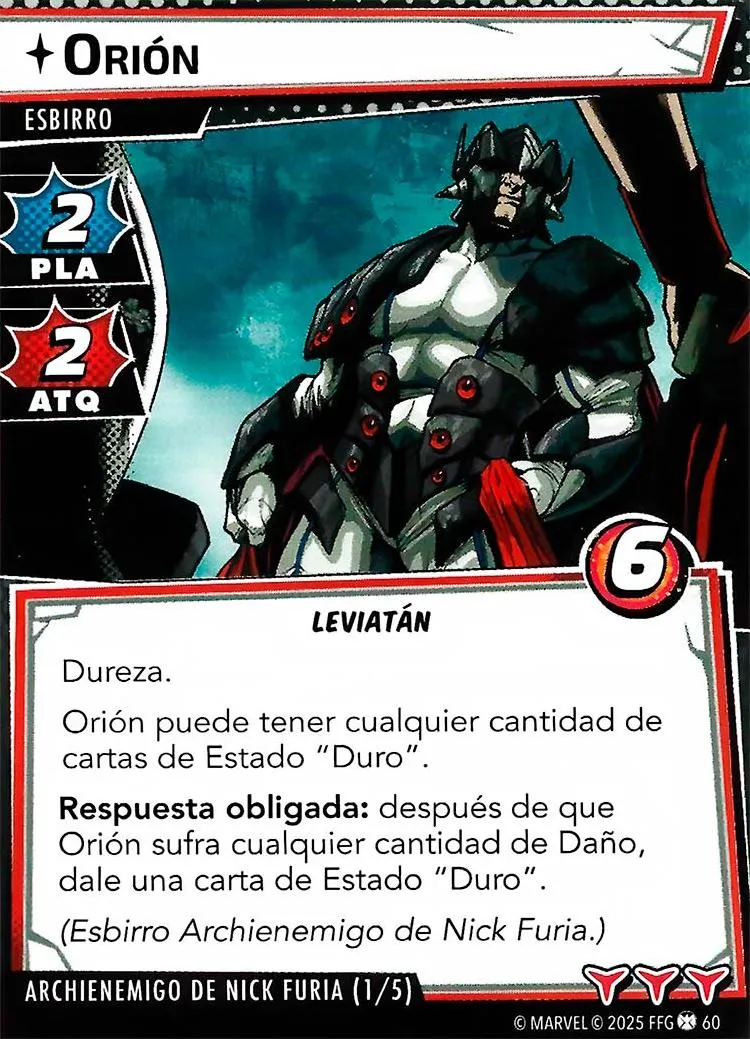 ORIÓN
ESBIRRO
2
PLA
2
ATQ
6
LEVIATÁN
Dureza.
Orión puede tener cualquier cantidad de
cartas de Estado “Duro”.
Respuesta obligada: después de que
Orión sufra cualquier cantidad de Daño,
dale una carta de Estado “Duro”.
(Esbirro Archienemigo de Nick Furia.)
ARCHIENEMIGO DE NICK FURIA (1/5)
© MARVEL © 2025 FFG 60